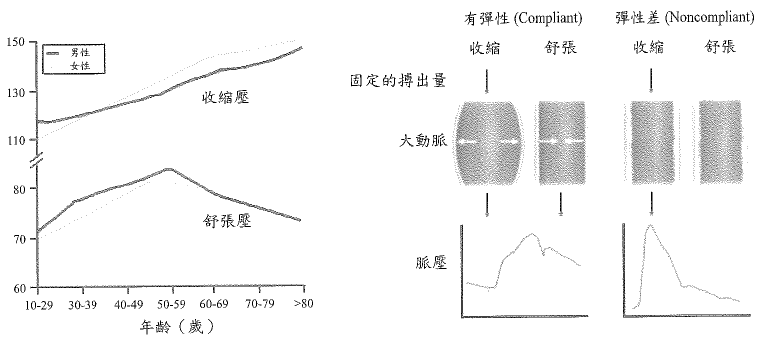 150
130
110
80
70
60
男性
女性
收縮壓
舒張壓
10-29 30-39 40-49 50-59 60-69 70-79 >80
年齡（歲）
有彈性 (Compliant)
收縮 舒張
彈性差 (Noncompliant)
收縮 舒張
固定的搏出量
大動脈
脈壓